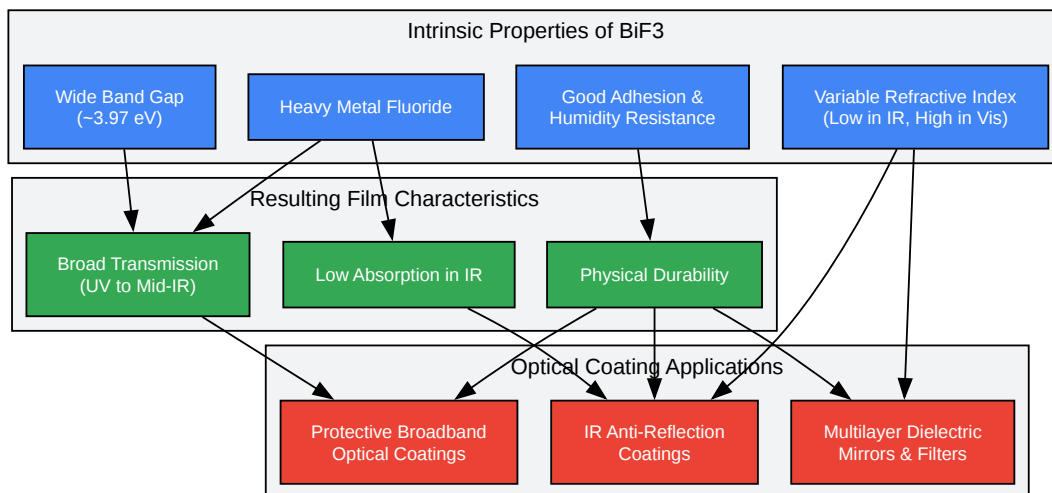 Intrinsic Properties of BiF3
Wide Band Gap
(~3.97 eV)
Heavy Metal Fluoride
Good Adhesion &
Humidity Resistance
Variable Refractive Index
(Low in IR, High in Vis)
Resulting Film Characteristics
Broad Transmission
(UV to Mid-IR)
Low Absorption in IR
Physical Durability
Optical Coating Applications
Protective Broadband
Optical Coatings
IR Anti-Reflection
Coatings
Multilayer Dielectric
Mirrors & Filters